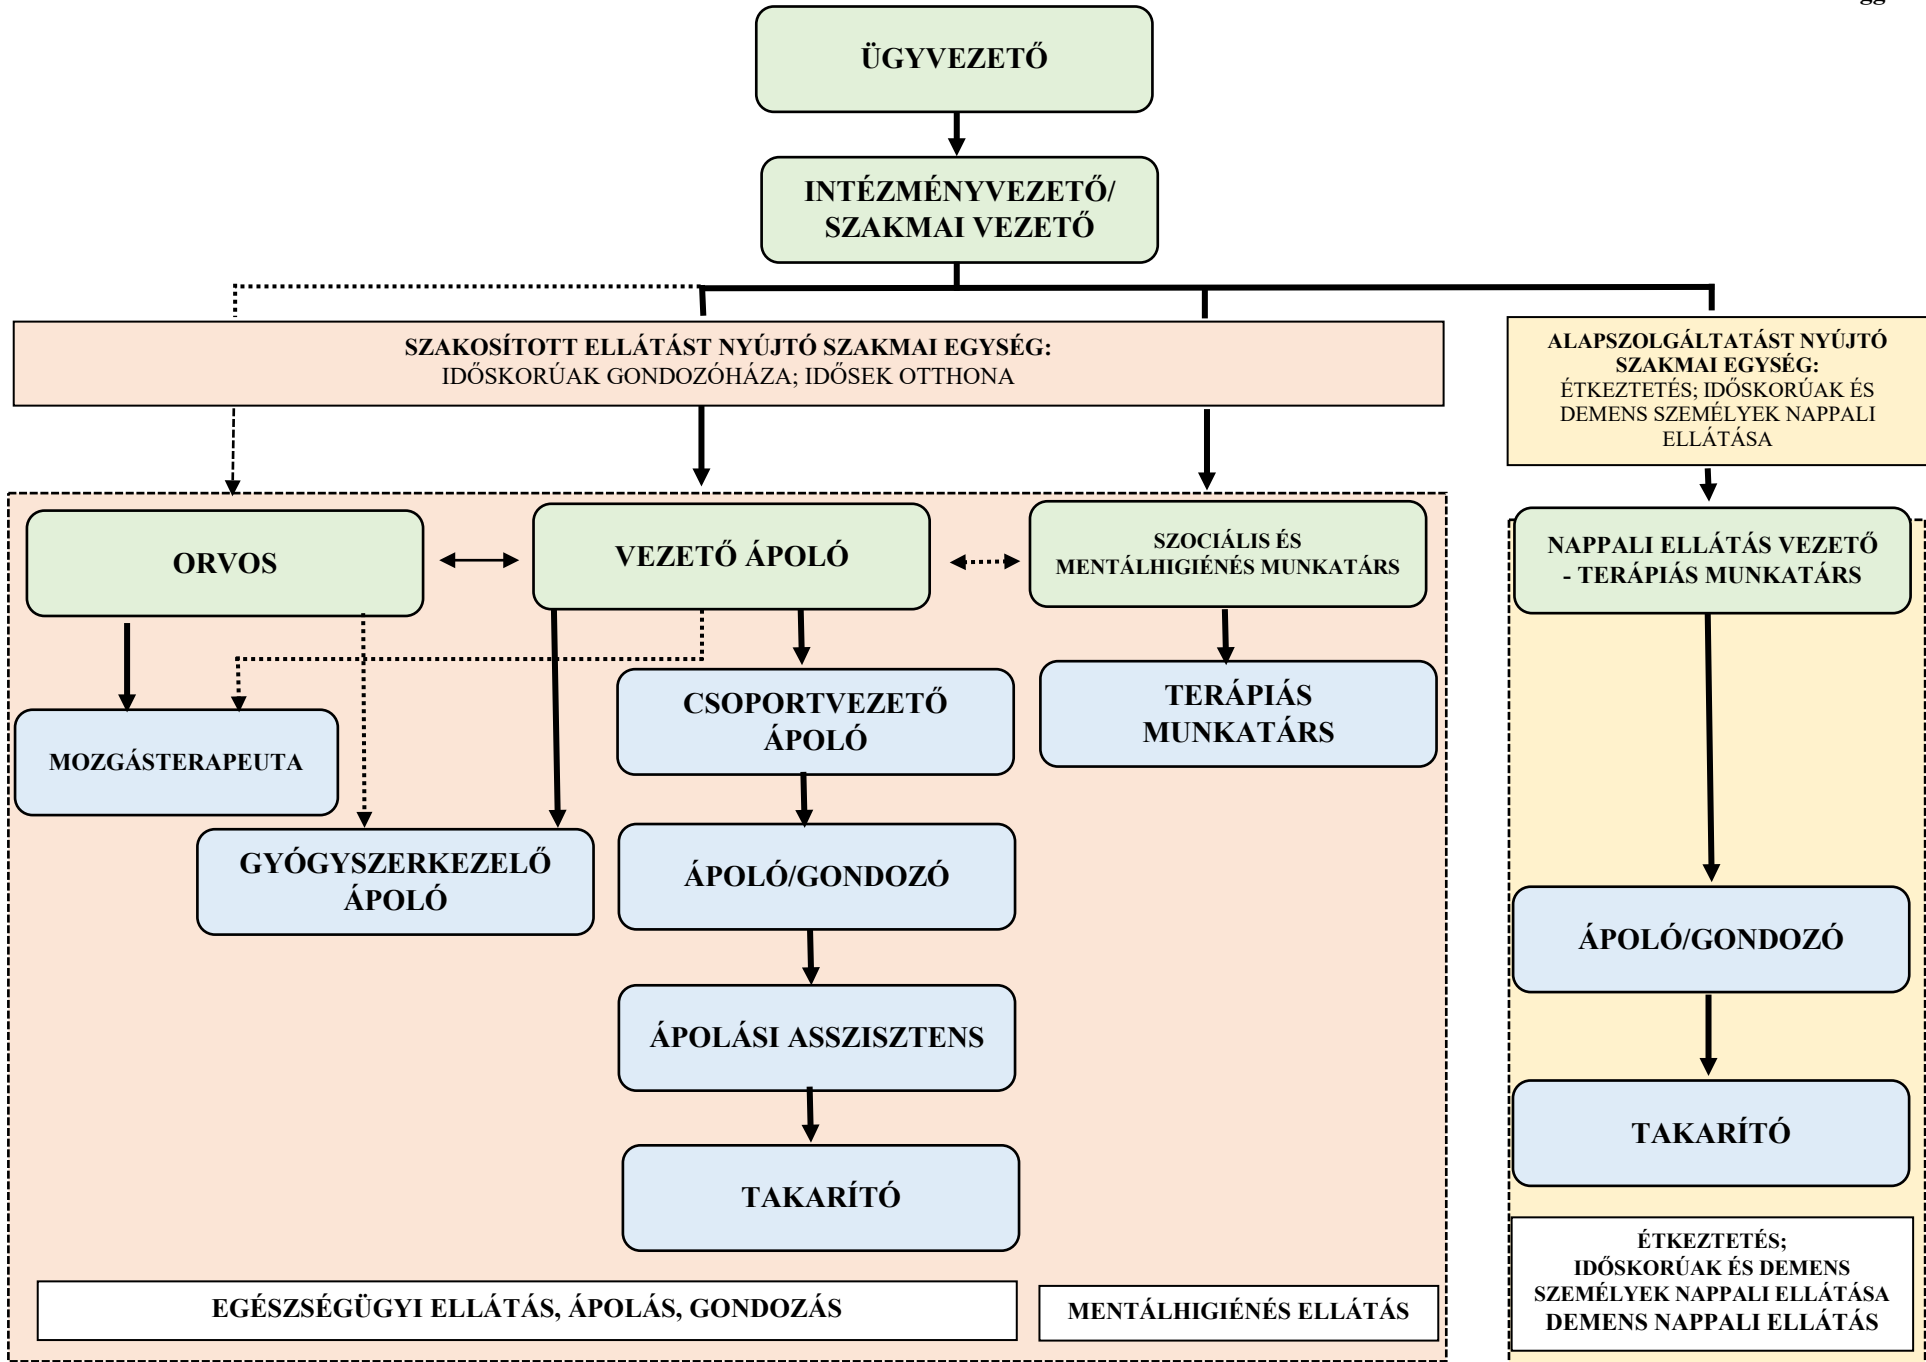 ÜGYVEZETŐ
INTÉZMÉNYVEZETŐ/
SZAKMAI VEZETŐ
SZAKOSÍTOTT ELLÁTÁST NYÚJTÓ SZAKMAI EGYSÉG:
IDŐSKORÚAK GONDOZÓHÁZA; IDŐSEK OTTHONA
ALAPSZOLGÁLTATÁST NYÚJTÓ
SZAKMAI EGYSÉG:
ÉTKEZTETÉS; IDŐSKORÚAK ÉS
DEMENS SZEMÉLYEK NAPPALI
ELLÁTÁSA
ORVOS
VEZETŐ ÁPOLÓ
SZOCIÁLIS ÉS
MENTÁLHIGIÉNÉS MUNKATÁRS
NAPPALI ELLÁTÁS VEZETŐ
- TERÁPIÁS MUNKATÁRS
MOZGÁSTERAPEUTA
CSOPORTVEZETŐ
ÁPOLÓ
TERÁPIÁS
MUNKATÁRS
GYÓGYSZERKEZELŐ
ÁPOLÓ
ÁPOLÓ/GONDOZÓ
ÁPOLÓ/GONDOZÓ
ÁPOLÁSI ASSZISZTENS
TAKARÍTÓ
TAKARÍTÓ
EGÉSZSÉGÜGYI ELLÁTÁS, ÁPOLÁS, GONDOZÁS
MENTÁLHIGIÉNÉS ELLÁTÁS
ÉTKEZTETÉS;
IDŐSKORÚAK ÉS DEMENS
SZEMÉLYEK NAPPALI ELLÁTÁSA
DEMENS NAPPALI ELLÁTÁS